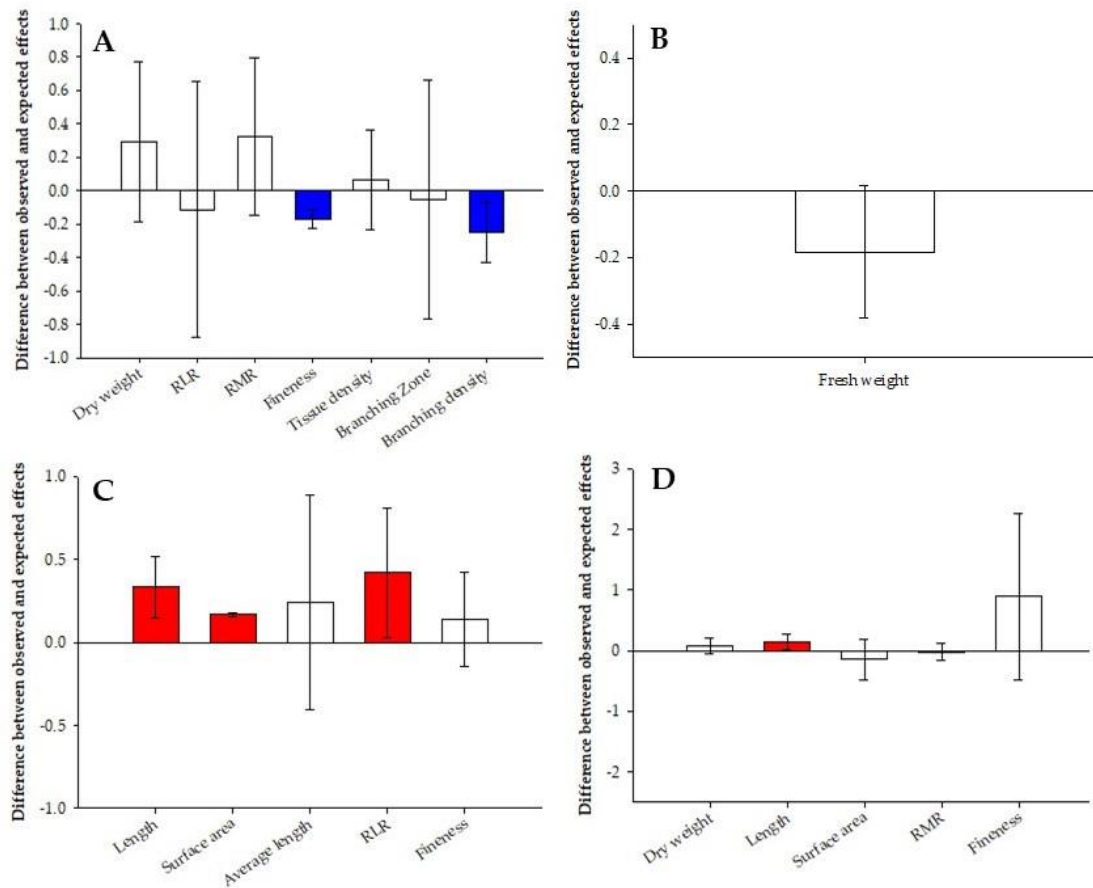 A
Difference between observed and expected effects
1.0
0.8
0.6
0.4
0.2
0.0
-0.2
-0.4
-0.6
-0.8
-1.0
Dry weight
RLR
RMR
Fineness
Tissue density
Branching Zone
Branching density
B
Difference between observed and expected effects
0.4
0.2
0.0
-0.2
-0.4
Fresh weight
C
Difference between observed and expected effects
1.0
0.5
0.0
-0.5
-1.0
Length
Surface area
Average length
RLR
Fineness
D
Difference between observed and expected effects
3
2
1
0
-1
-2
Dry weight
Length
Surface area
RMR
Fineness